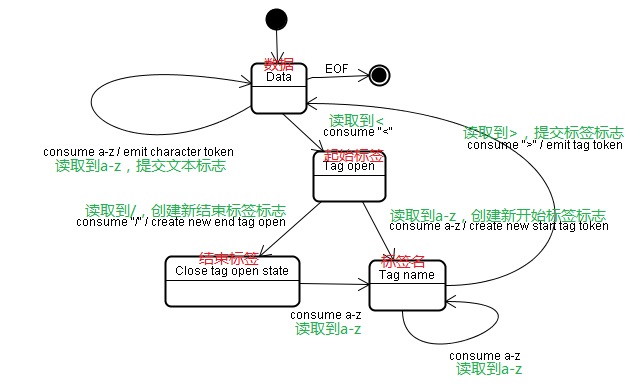 数据
Data
EOF
读取到<
consume "<"
读取到>，提交标签标志
consume ">" / emit tag token
consume a-z / emit character token
读取到a-z，提交文本标志
起始标签
Tag open
读取到/，创建新结束标签标志
consume "/" / create new end tag open
读取到a-z，创建新开始标签标志
consume a-z / create new start tag token
结束标签
Close tag open state
标签名
Tag name
consume a-z
读取到a-z
consume a-z
读取到a-z